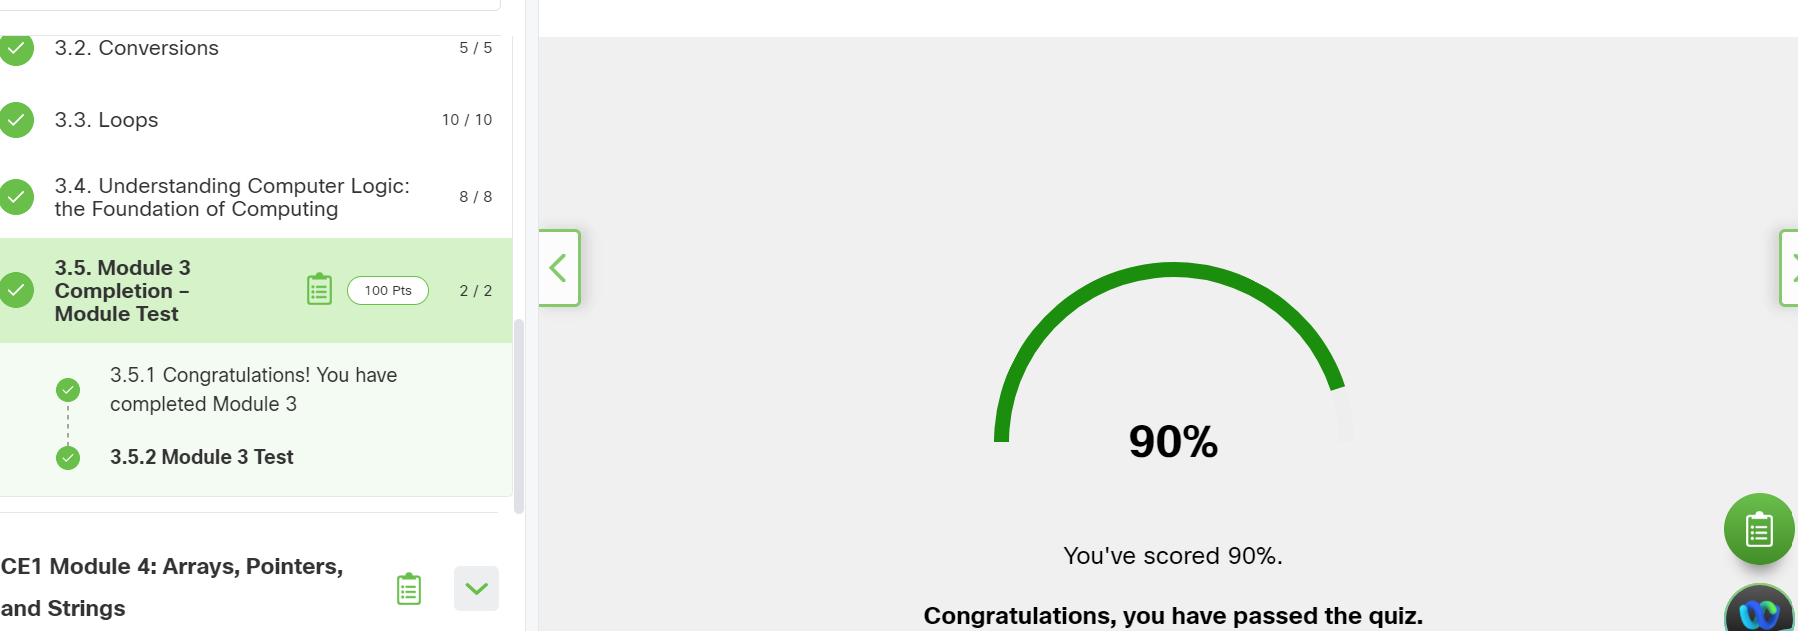 3.2. Conversions
5 / 5
3.3. Loops
10 / 10
3.4. Understanding Computer Logic:
the Foundation of Computing
8 / 8
3.5. Module 3
Completion –
Module Test
100 Pts
2 / 2
3.5.1 Congratulations! You have
completed Module 3
3.5.2 Module 3 Test
CE1 Module 4: Arrays, Pointers,
and Strings
90%
You've scored 90%.
Congratulations, you have passed the quiz.